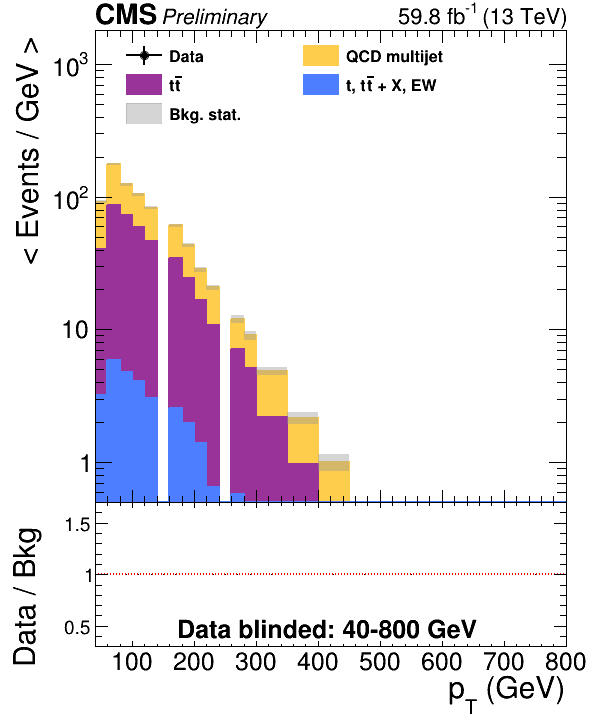 CMS Preliminary 59.8 fb⁻¹ (13 TeV)
< Events / GeV >
Data
QCD multijet
tt̄
t, tt̄ + X, EW
Bkg. stat.
10³
10²
10
1
Data / Bkg
1.5
1
0.5
Data blinded: 40-800 GeV
100 200 300 400 500 600 700 800
p_T (GeV)